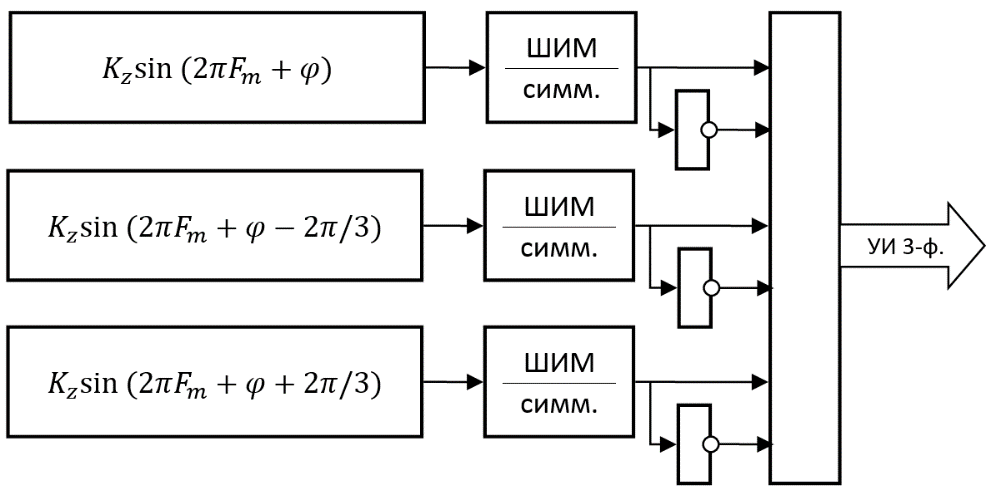 K_z sin (2πF_m + φ)
ШИМ
симм.
K_z sin (2πF_m + φ − 2π/3)
ШИМ
симм.
УИ 3-ф.
K_z sin (2πF_m + φ + 2π/3)
ШИМ
симм.